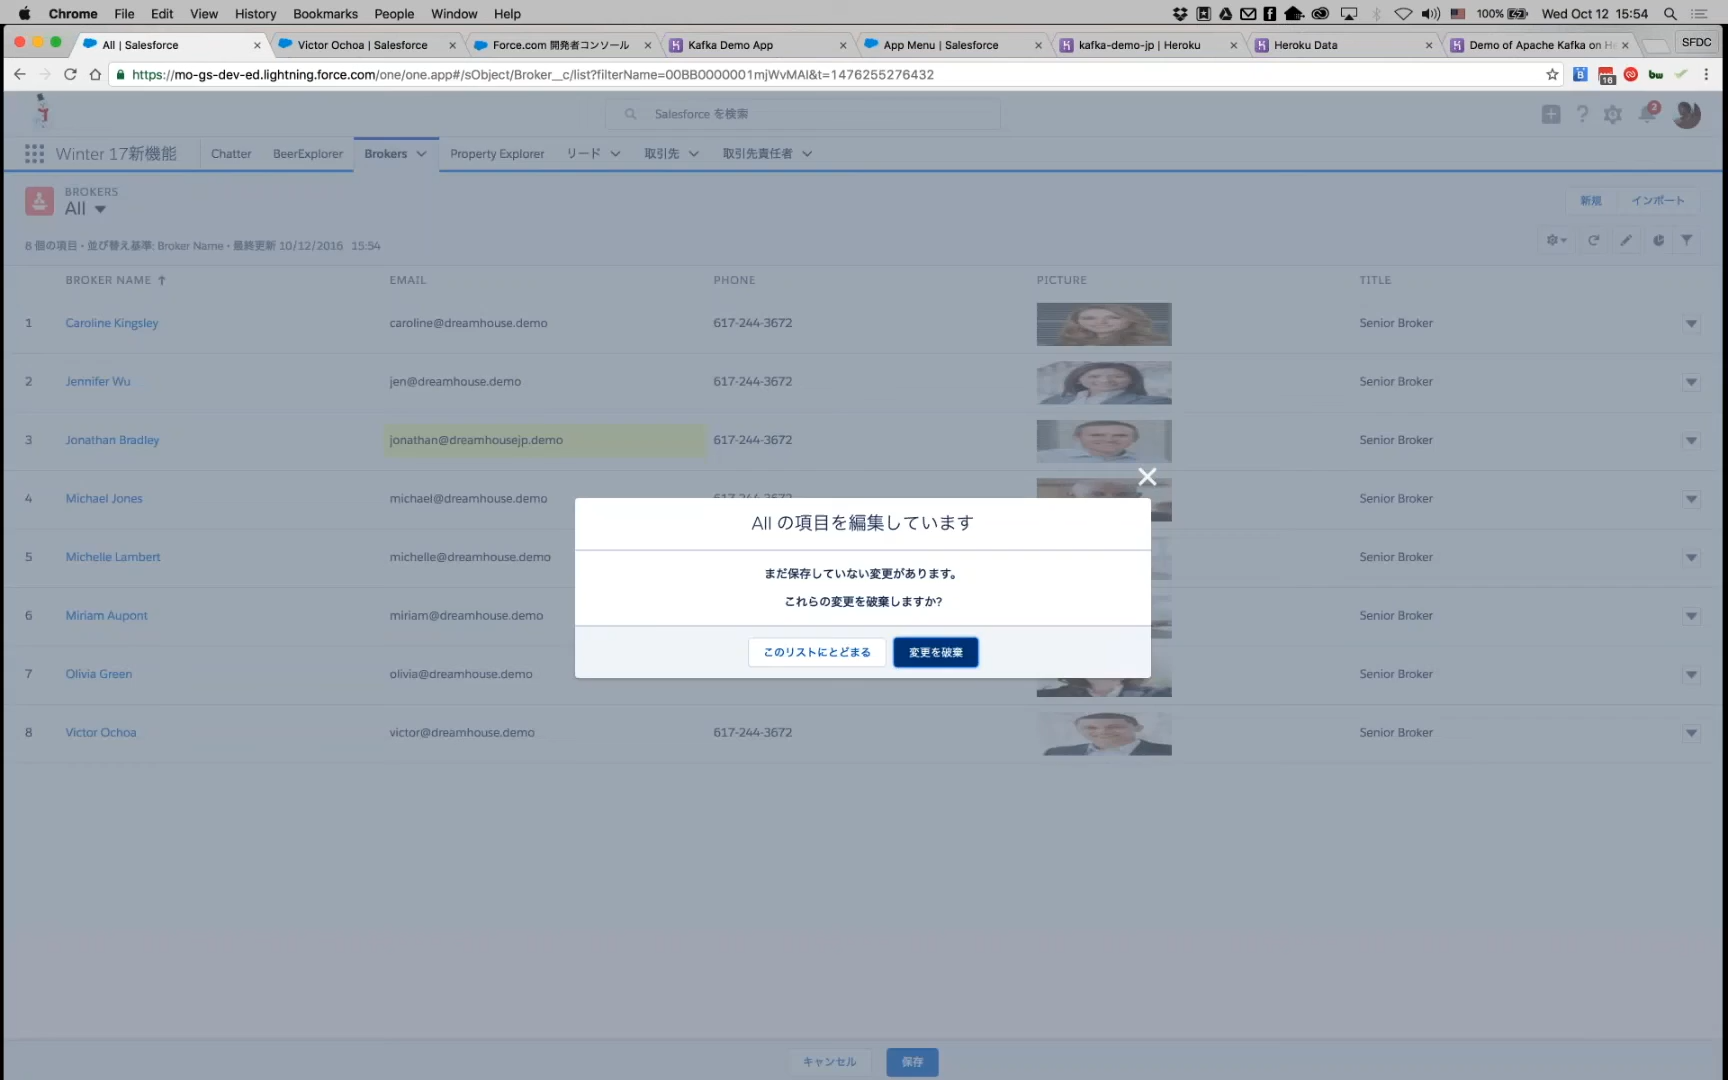 Chrome File Edit View History Bookmarks People Window Help 100% Wed Oct 12 15:54
All | Salesforce Victor Ochoa | Salesforce Force.com 開発者コンソール Kafka Demo App App Menu | Salesforce kafka-demo-jp | Heroku Heroku Data Demo of Apache Kafka on He SFDC
https://mo-gs-dev-ed.lightning.force.com/one/one.app#/sObject/Broker__c/list?filterName=00BB0000001mjWvMAI&t=1476255276432 B 16 bw
Salesforce を検索 2
Winter 17新機能 Chatter BeerExplorer Brokers Property Explorer リード 取引先 取引先責任者
BROKERS
All 新規 インポート
8 個の項目 • 並び替え基準: Broker Name • 最終更新 10/12/2016 15:54
BROKER NAME EMAIL PHONE PICTURE TITLE
1 Caroline Kingsley caroline@dreamhouse.demo 617-244-3672 Senior Broker
2 Jennifer Wu jen@dreamhouse.demo 617-244-3672 Senior Broker
3 Jonathan Bradley jonathan@dreamhousejp.demo 617-244-3672 Senior Broker
4 Michael Jones michael@dreamhouse.demo Senior Broker
5 Michelle Lambert michelle@dreamhouse.demo Senior Broker
6 Miriam Aupont miriam@dreamhouse.demo Senior Broker
7 Olivia Green olivia@dreamhouse.demo Senior Broker
8 Victor Ochoa victor@dreamhouse.demo 617-244-3672 Senior Broker
All の項目を編集しています
まだ保存していない変更があります。
これらの変更を破棄しますか?
このリストにとどまる 変更を破棄
キャンセル 保存